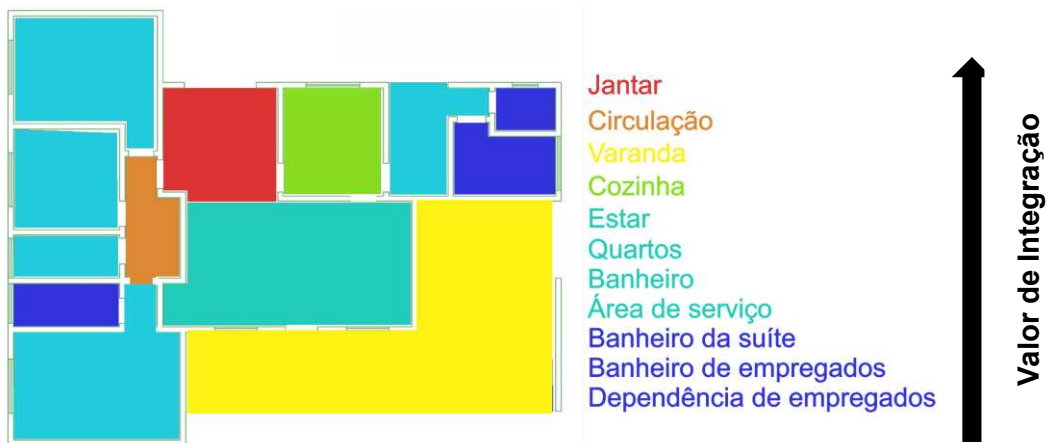 Jantar
Circulação
Varanda
Cozinha
Estar
Quartos
Banheiro
Área de serviço
Banheiro da suíte
Banheiro de empregados
Dependência de empregados
Valor de Integração